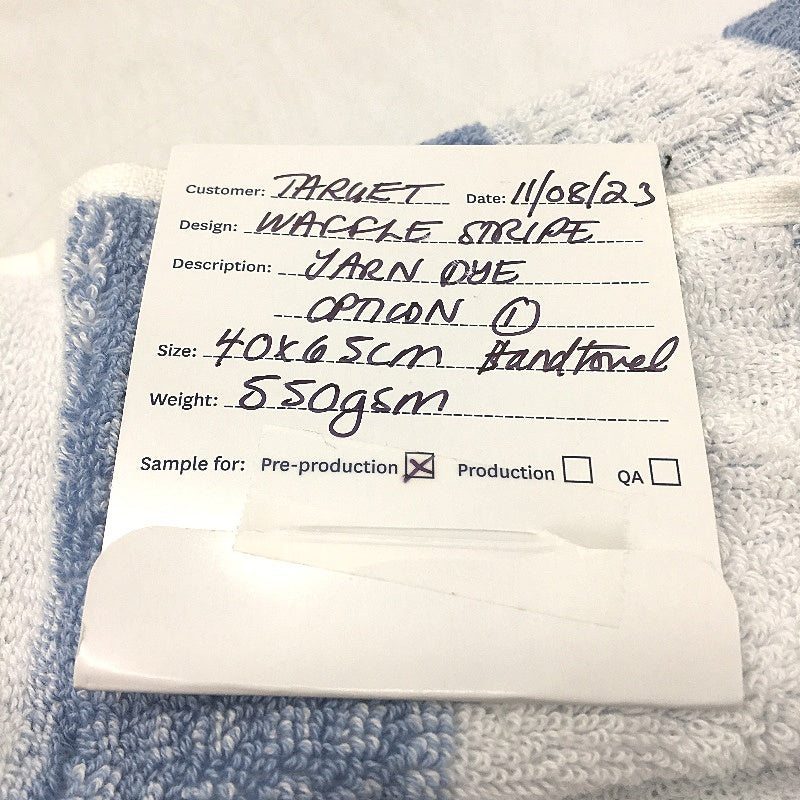 Customer: TARGET Date: 11/08/23
Design: WAFFLE STRIPE
Description: YARN DYE
OPTION ①
Size: 40x65cm Handtowel
Weight: 550gsm
Sample for: Pre-production ☒ Production ☐ QA ☐